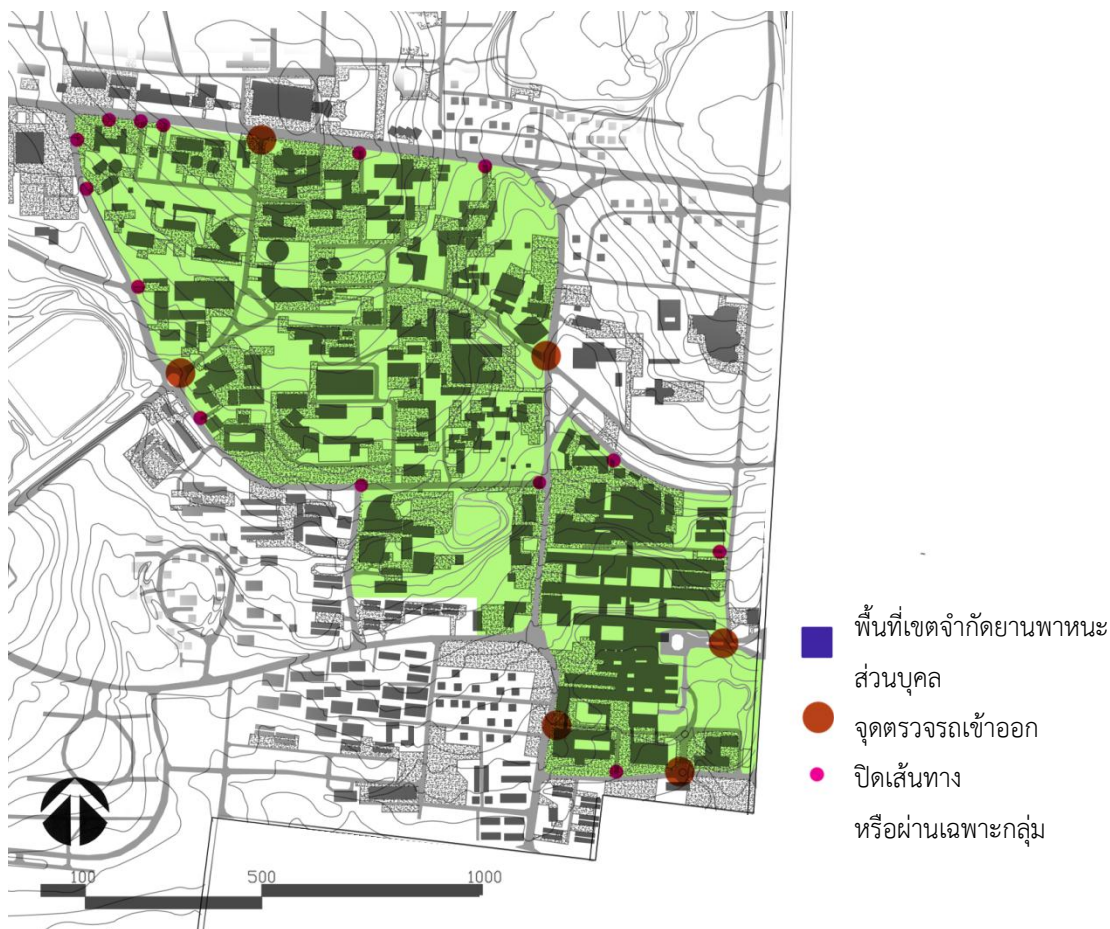 พื้นที่เขตจำกัดยานพาหนะ
ส่วนบุคล
จุดตรวจรถเข้าออก
ปิดเส้นทาง
หรือผ่านเฉพาะกลุ่ม
100 500 1000